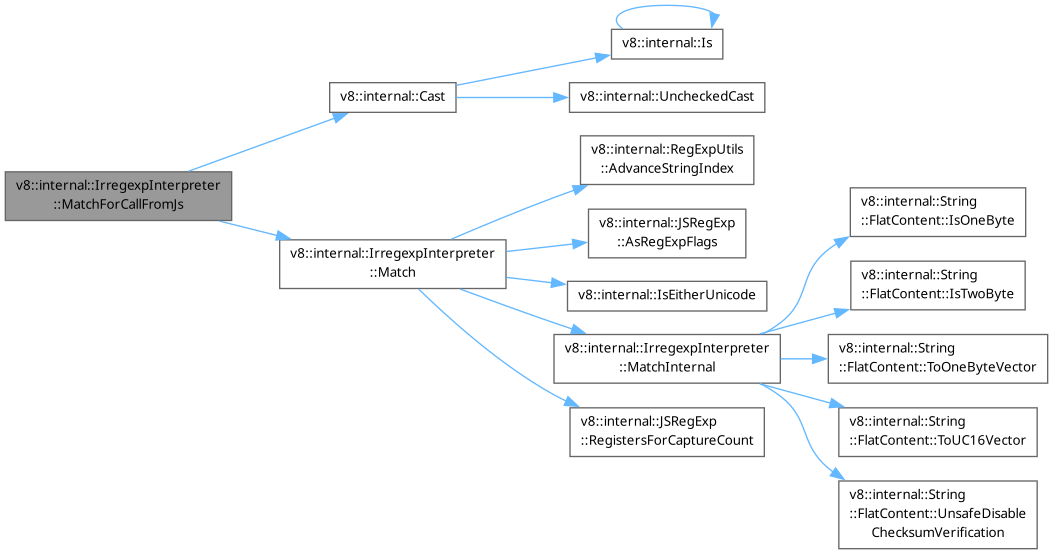 v8::internal::Is
v8::internal::Cast
v8::internal::UncheckedCast
v8::internal::RegExpUtils
::AdvanceStringIndex
v8::internal::IrregexpInterpreter
::MatchForCallFromJs
v8::internal::String
::FlatContent::IsOneByte
v8::internal::JSRegExp
::AsRegExpFlags
v8::internal::IrregexpInterpreter
::Match
v8::internal::String
::FlatContent::IsTwoByte
v8::internal::IsEitherUnicode
v8::internal::IrregexpInterpreter
::MatchInternal
v8::internal::String
::FlatContent::ToOneByteVector
v8::internal::JSRegExp
::RegistersForCaptureCount
v8::internal::String
::FlatContent::ToUC16Vector
v8::internal::String
::FlatContent::UnsafeDisable
ChecksumVerification